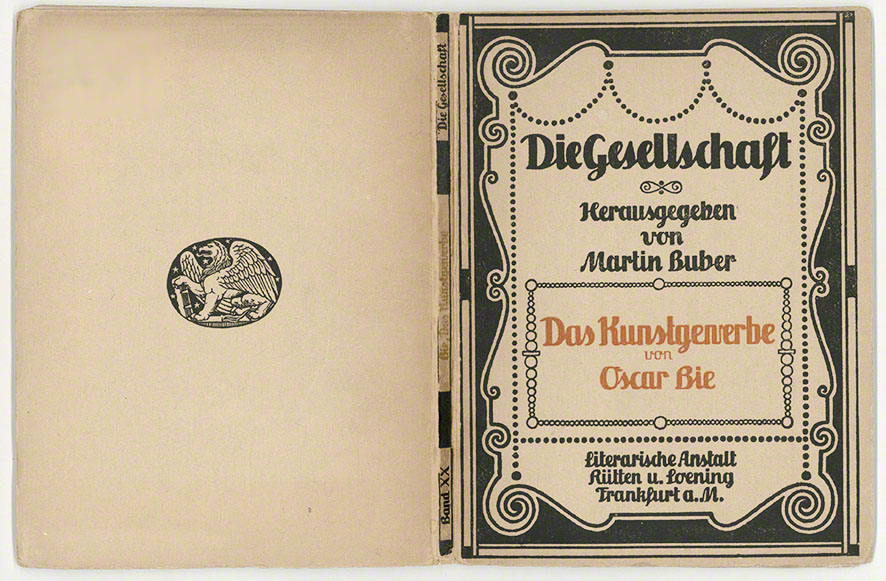 Die Gesellschaft
Bie, Das Kunstgewerbe
Band XX
Die Gesellschaft
Herausgegeben
von
Martin Buber
Das Kunstgewerbe
von
Oscar Bie
Literarische Anstalt
Rütten u. Loening
Frankfurt a. M.